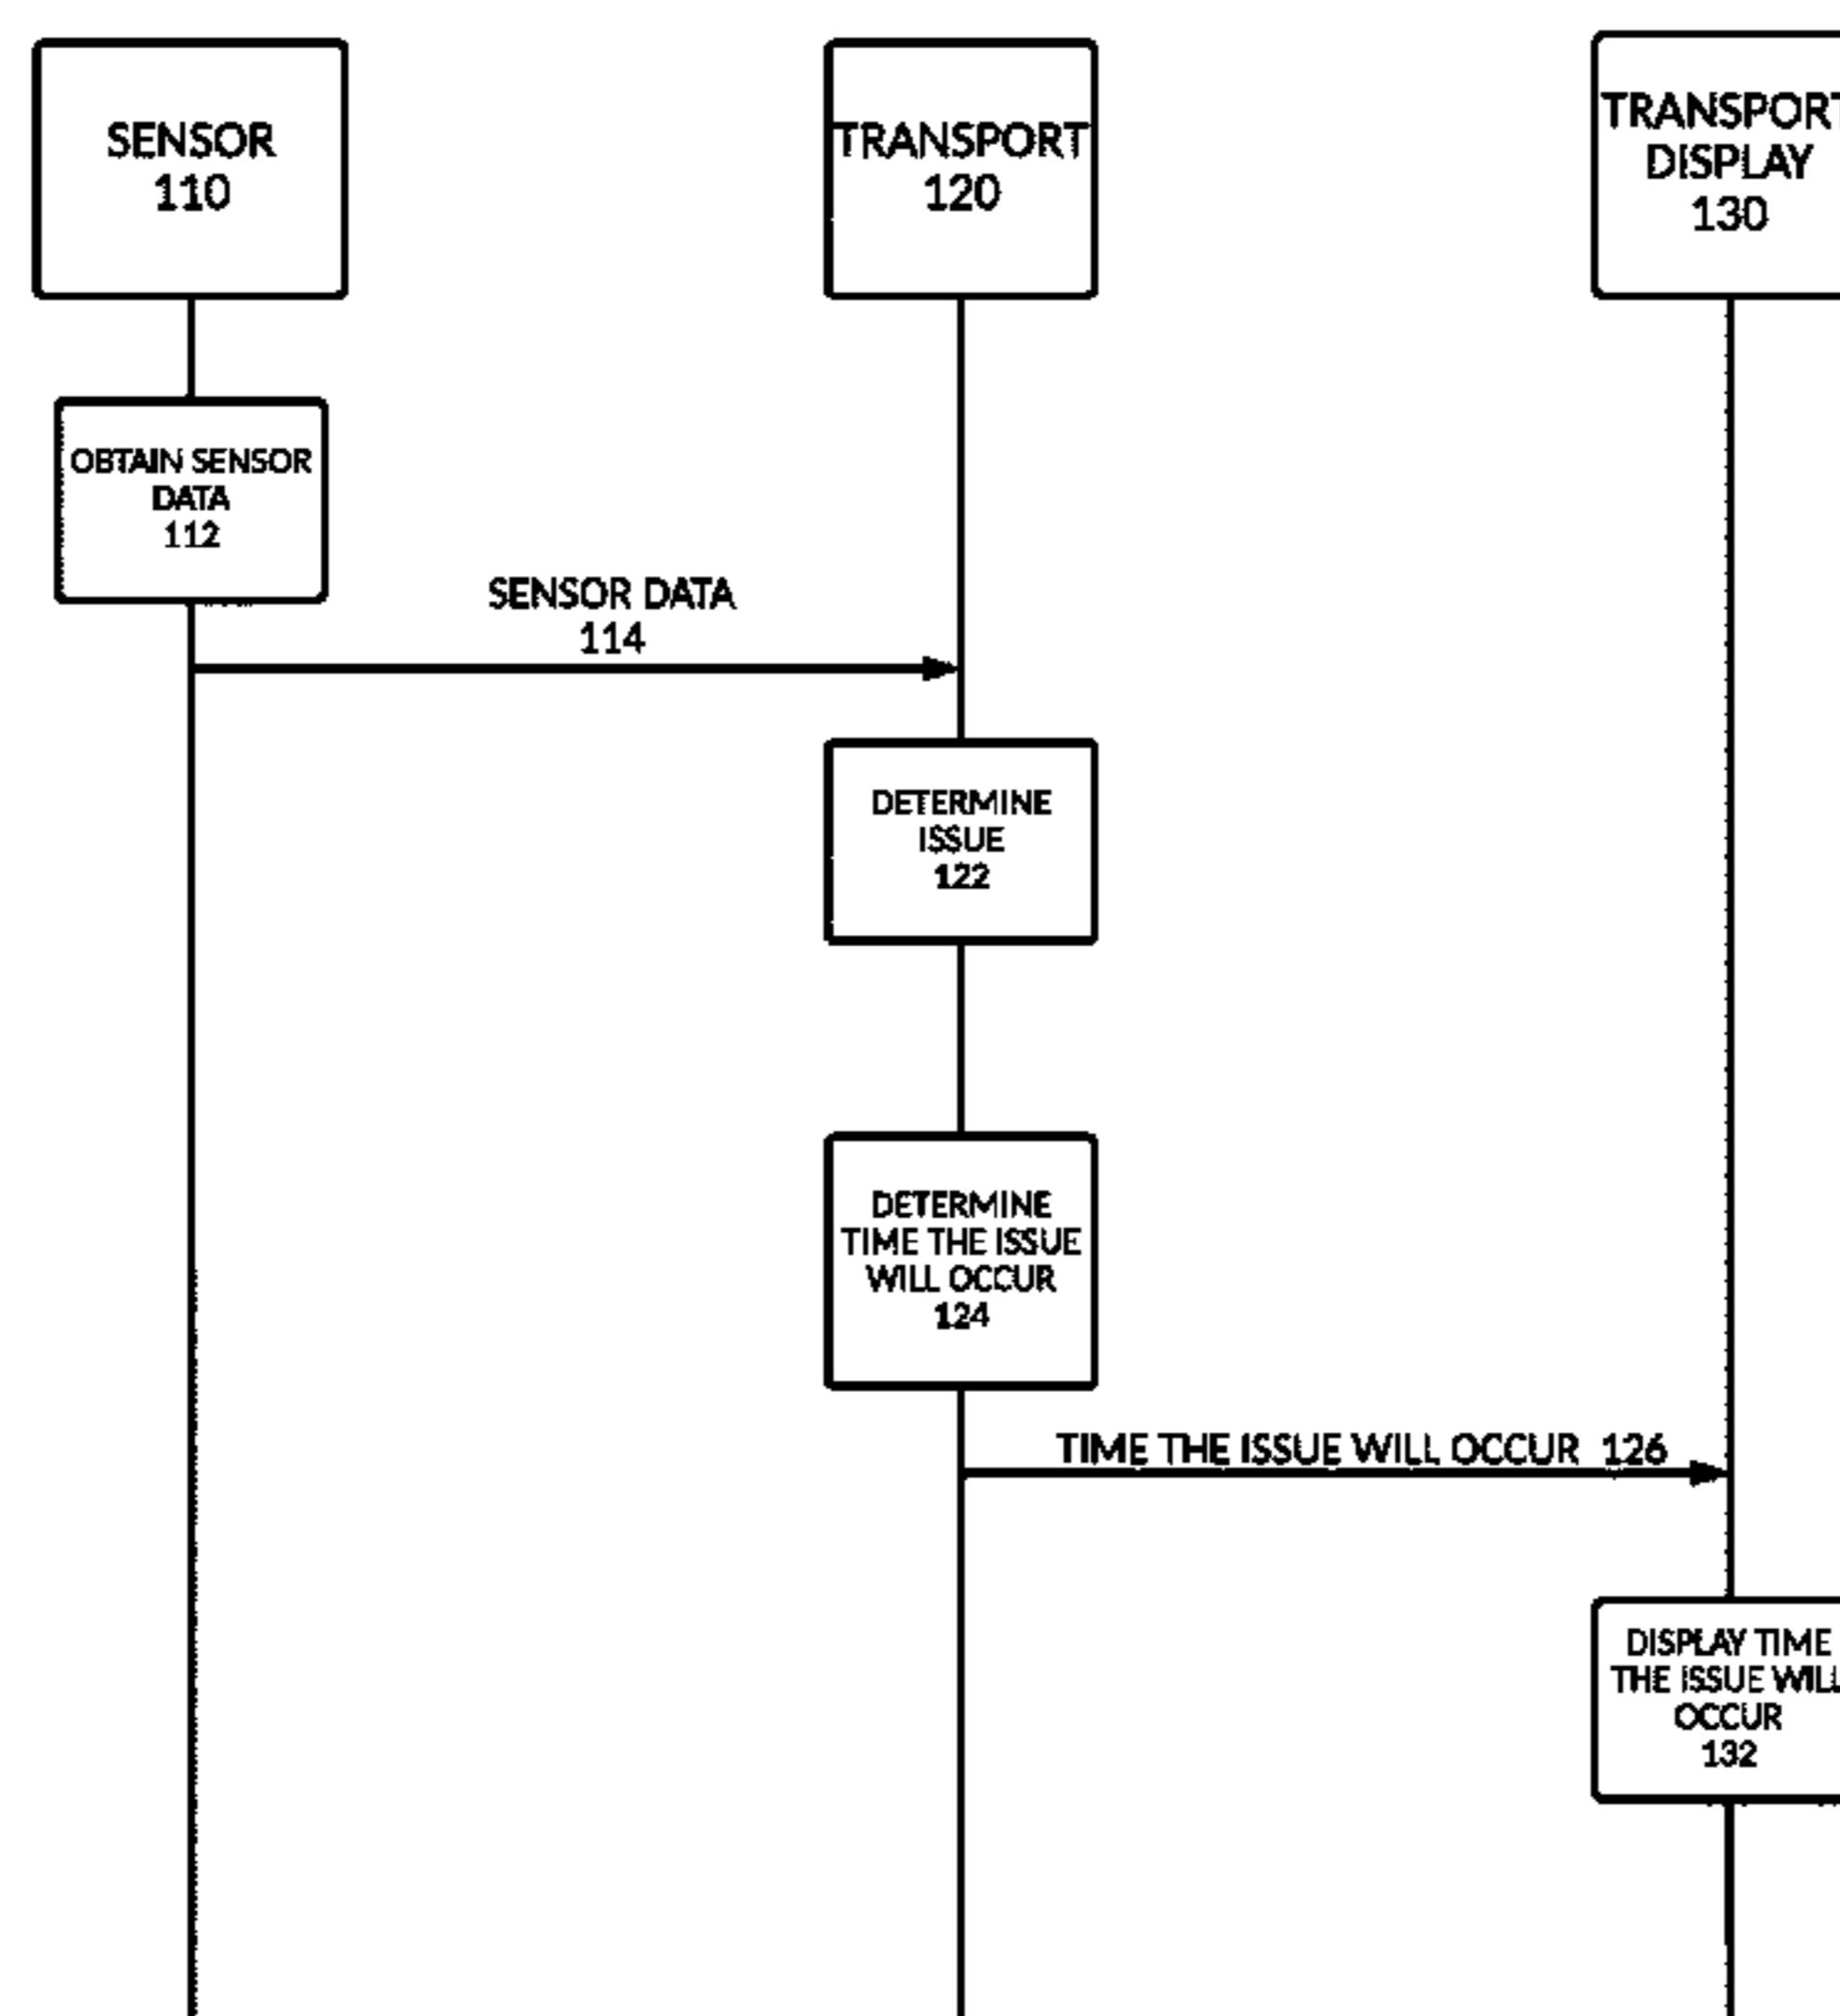 SENSOR
110
TRANSPORT
120
TRANSPORT
DISPLAY
130
OBTAIN SENSOR
DATA
112
SENSOR DATA
114
DETERMINE
ISSUE
122
DETERMINE
TIME THE ISSUE
WILL OCCUR
124
TIME THE ISSUE WILL OCCUR 126
DISPLAY TIME
THE ISSUE WILL
OCCUR
132